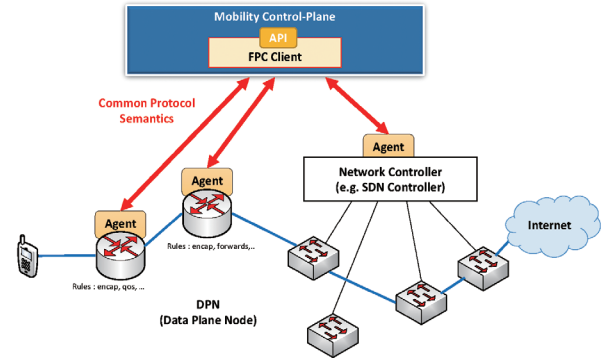 Mobility Control-Plane
API
FPC Client
Common Protocol
Semantics
Agent
Network Controller
(e.g. SDN Controller)
Agent
Agent
Internet
Rules : encap, forwards,..
Rules : encap, qos, ...
DPN
(Data Plane Node)